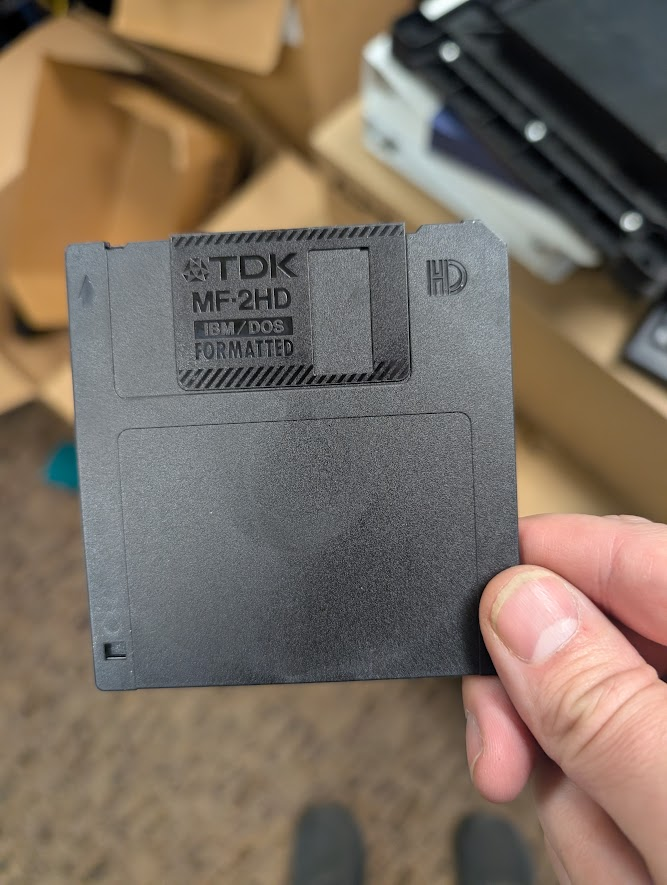 TDK
HD
MF-2HD
IBM/DOS
FORMATTED